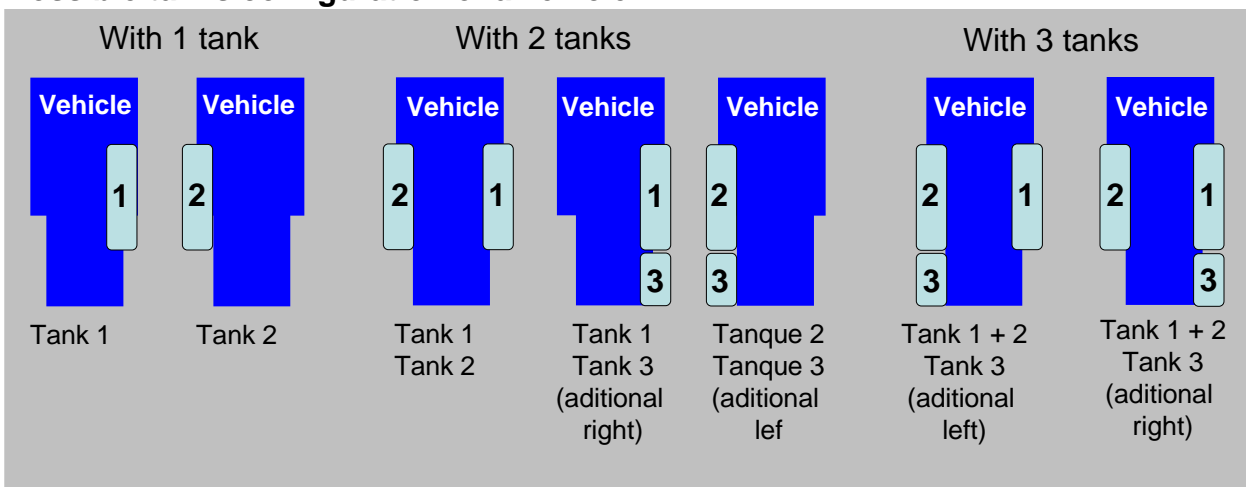 With 1 tank
With 2 tanks
With 3 tanks
Vehicle
1
Tank 1
Vehicle
2
Tank 2
Vehicle
2
1
Tank 1
Tank 2
Vehicle
1
3
Tank 1
Tank 3
(aditional
right)
Vehicle
2
3
Tanque 2
Tanque 3
(aditional
lef
Vehicle
2
1
3
Tank 1 + 2
Tank 3
(aditional
left)
Vehicle
2
1
3
Tank 1 + 2
Tank 3
(aditional
right)